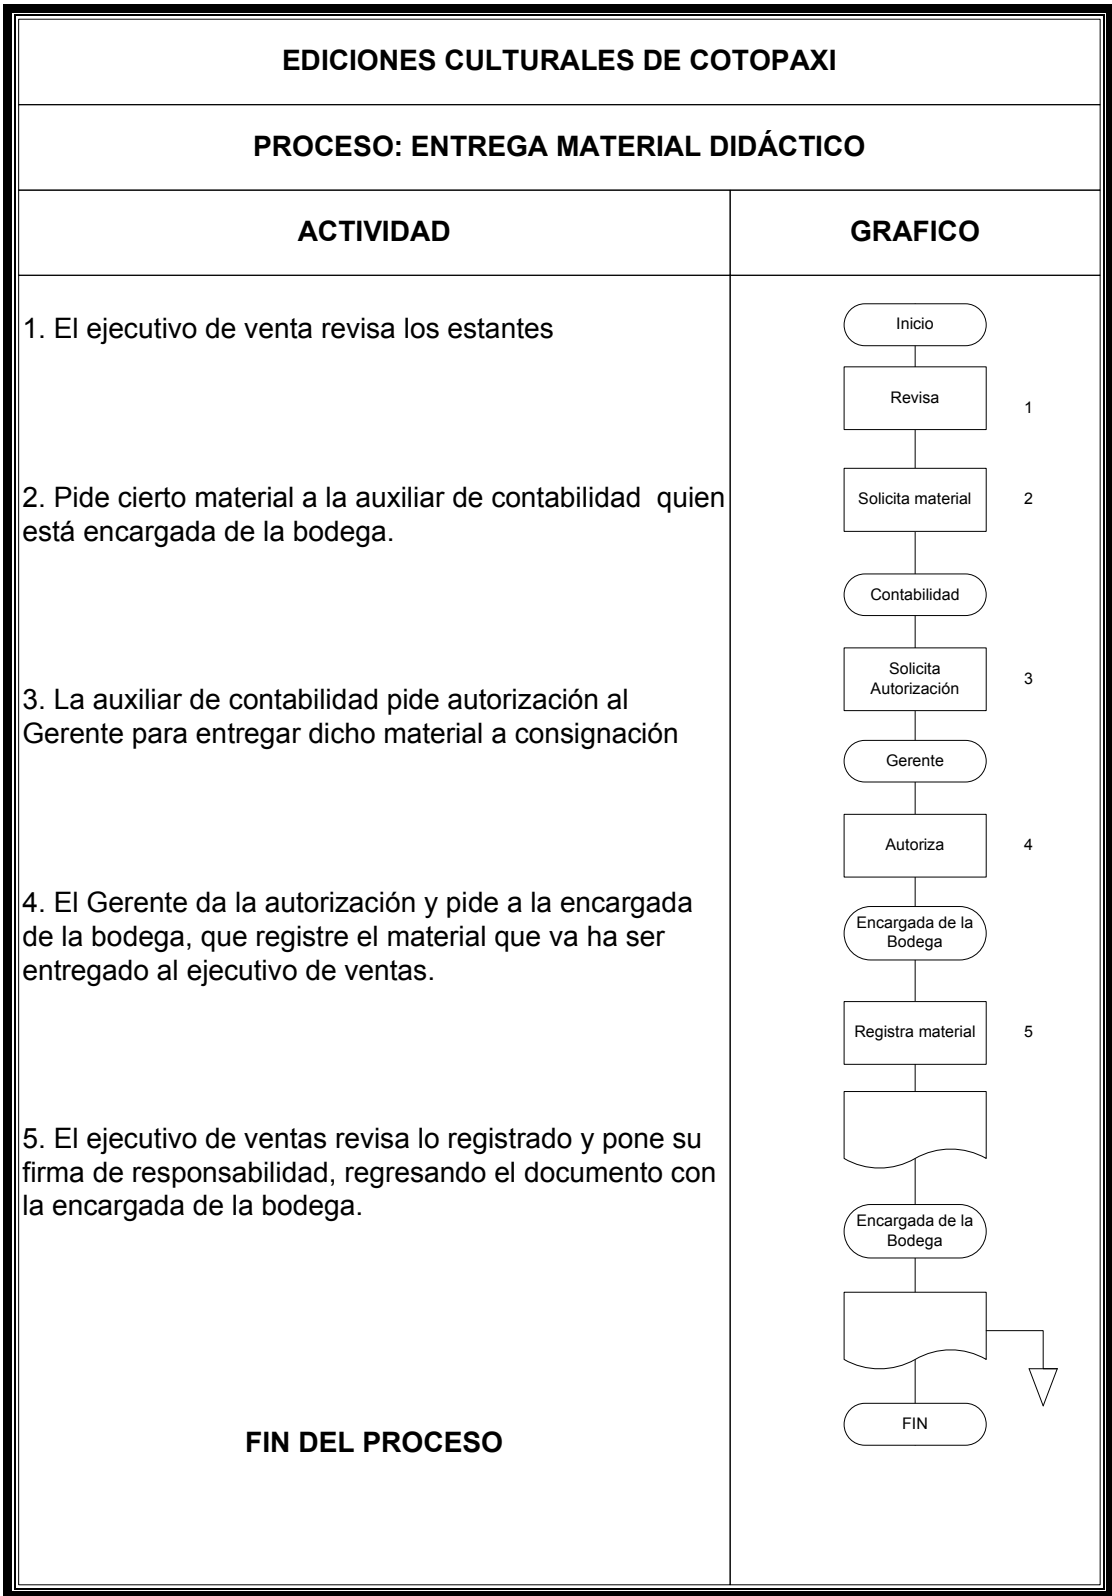 EDICIONES CULTURALES DE COTOPAXI
PROCESO: ENTREGA MATERIAL DIDÁCTICO
ACTIVIDAD
GRAFICO
1. El ejecutivo de venta revisa los estantes
2. Pide cierto material a la auxiliar de contabilidad quien
está encargada de la bodega.
3. La auxiliar de contabilidad pide autorización al
Gerente para entregar dicho material a consignación
4. El Gerente da la autorización y pide a la encargada
de la bodega, que registre el material que va ha ser
entregado al ejecutivo de ventas.
5. El ejecutivo de ventas revisa lo registrado y pone su
firma de responsabilidad, regresando el documento con
la encargada de la bodega.
FIN DEL PROCESO
Inicio
Revisa
1
Solicita material
2
Contabilidad
Solicita
Autorización
3
Gerente
Autoriza
4
Encargada de la
Bodega
Registra material
5
Encargada de la
Bodega
FIN